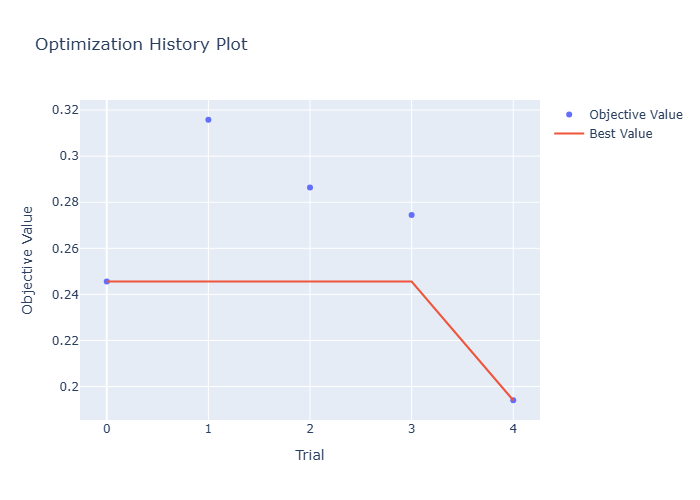 Optimization History Plot
0.32
0.3
0.28
0.26
0.24
0.22
0.2
Objective Value
0 1 2 3 4
Trial
Objective Value
Best Value